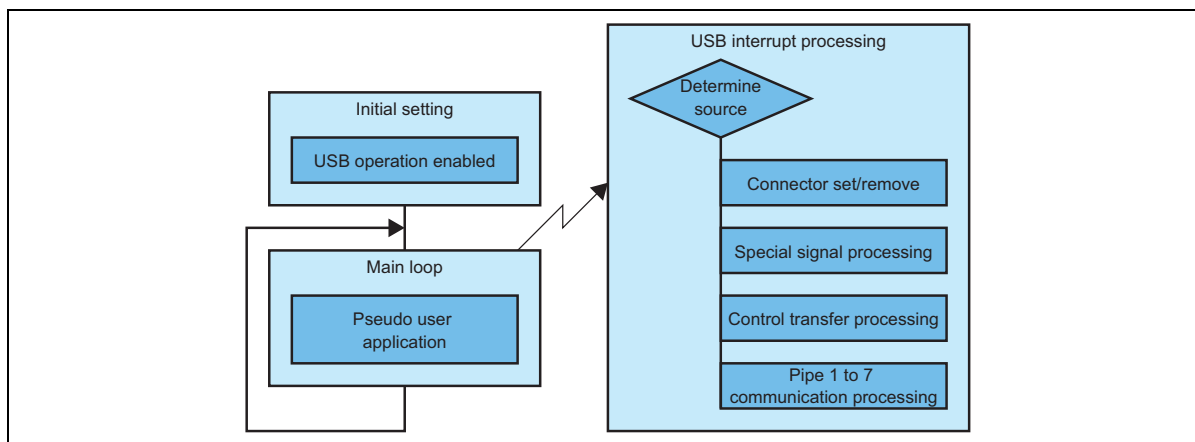 Initial setting
USB operation enabled
Main loop
Pseudo user
application
USB interrupt processing
Determine
source
Connector set/remove
Special signal processing
Control transfer processing
Pipe 1 to 7
communication processing